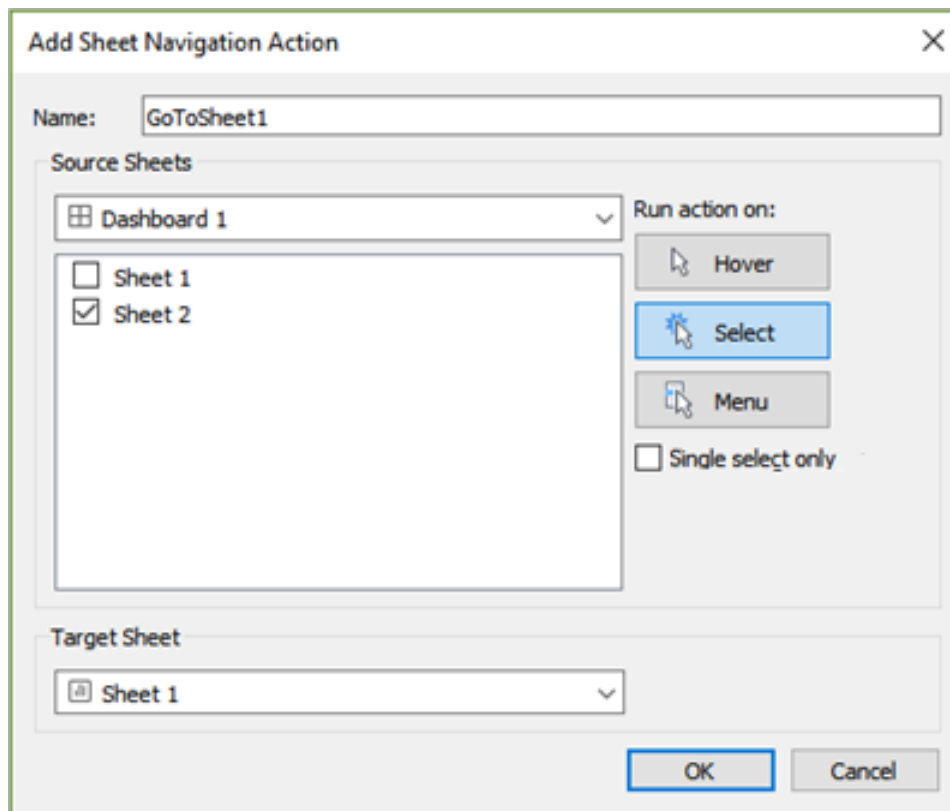 Add Sheet Navigation Action
Name: GoToSheet1
Source Sheets
Dashboard 1
Run action on:
Sheet 1
Sheet 2
Hover
Select
Menu
Single select only
Target Sheet
Sheet 1
OK Cancel